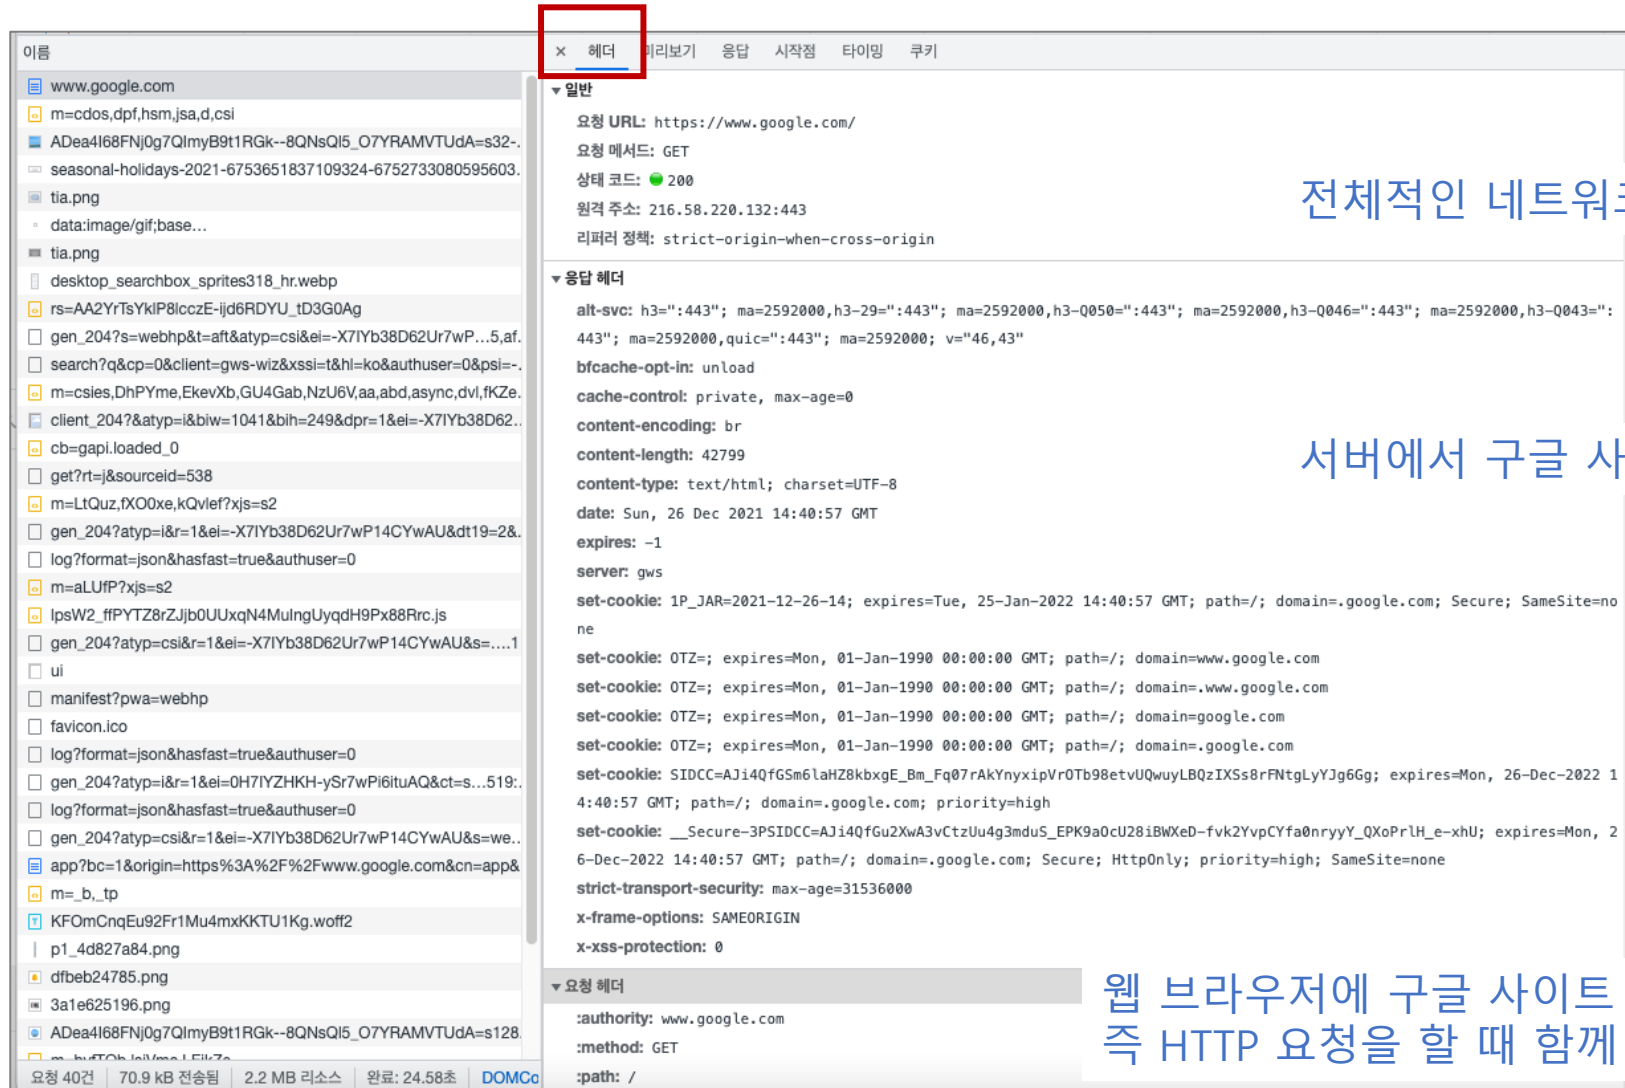 이름
www.google.com
m=cdos,dpf,hsm,jsa,d,csi
ADea4I68FNj0g7QImyB9t1RGk--8QNsQl5_O7YRAMVTUdA=s32-.
seasonal-holidays-2021-6753651837109324-6752733080595603.
tia.png
data:image/gif;base…
tia.png
desktop_searchbox_sprites318_hr.webp
rs=AA2YrTsYklP8lcczE-ijd6RDYU_tD3G0Ag
gen_204?s=webhp&t=aft&atyp=csi&ei=-X7IYb38D62Ur7wP…5,af.
search?q&cp=0&client=gws-wiz&xssi=t&hl=ko&authuser=0&psi=-.
m=csies,DhPYme,EkevXb,GU4Gab,NzU6V,aa,abd,async,dvl,fKZe.
client_204?&atyp=i&biw=1041&bih=249&dpr=1&ei=-X7IYb38D62..
cb=gapi.loaded_0
get?rt=j&sourceid=538
m=LtQuz,fXO0xe,kQvlef?xjs=s2
gen_204?atyp=i&r=1&ei=-X7IYb38D62Ur7wP14CYwAU&dt19=2&.
log?format=json&hasfast=true&authuser=0
m=aLUfP?xjs=s2
IpsW2_ffPYTZ8rZJjb0UUxqN4MuIngUyqdH9Px88Rrc.js
gen_204?atyp=csi&r=1&ei=-X7IYb38D62Ur7wP14CYwAU&s=….1
ui
manifest?pwa=webhp
favicon.ico
log?format=json&hasfast=true&authuser=0
gen_204?atyp=i&r=1&ei=0H7IYZHKH-ySr7wPi6ituAQ&ct=s…519:.
log?format=json&hasfast=true&authuser=0
gen_204?atyp=csi&r=1&ei=-X7IYb38D62Ur7wP14CYwAU&s=we..
app?bc=1&origin=https%3A%2F%2Fwww.google.com&cn=app&
m=_b,_tp
KFOmCnqEu92Fr1Mu4mxKKTU1Kg.woff2
p1_4d827a84.png
dfbeb24785.png
3a1e625196.png
ADea4I68FNj0g7QImyB9t1RGk--8QNsQl5_O7YRAMVTUdA=s128.
요청 40건 70.9 kB 전송됨 2.2 MB 리소스 완료: 24.58초 DOMCo
× 헤더 미리보기 응답 시작점 타이밍 쿠키
▼일반
요청 URL: https://www.google.com/
요청 메서드: GET
상태 코드: 200
원격 주소: 216.58.220.132:443
리퍼러 정책: strict-origin-when-cross-origin
전체적인 네트워크
▼응답 헤더
alt-svc: h3=":443"; ma=2592000,h3-29=":443"; ma=2592000,h3-Q050=":443"; ma=2592000,h3-Q046=":443"; ma=2592000,h3-Q043=":
443"; ma=2592000,quic=":443"; ma=2592000; v="46,43"
bfcache-opt-in: unload
cache-control: private, max-age=0
content-encoding: br
content-length: 42799
content-type: text/html; charset=UTF-8
date: Sun, 26 Dec 2021 14:40:57 GMT
expires: -1
server: gws
서버에서 구글 사
set-cookie: 1P_JAR=2021-12-26-14; expires=Tue, 25-Jan-2022 14:40:57 GMT; path=/; domain=.google.com; Secure; SameSite=no
ne
set-cookie: OTZ=; expires=Mon, 01-Jan-1990 00:00:00 GMT; path=/; domain=www.google.com
set-cookie: OTZ=; expires=Mon, 01-Jan-1990 00:00:00 GMT; path=/; domain=.www.google.com
set-cookie: OTZ=; expires=Mon, 01-Jan-1990 00:00:00 GMT; path=/; domain=google.com
set-cookie: OTZ=; expires=Mon, 01-Jan-1990 00:00:00 GMT; path=/; domain=.google.com
set-cookie: SIDCC=AJi4QfGSm6laHZ8kbxgE_Bm_Fq07rAkYnyxipVrOTb98etvUQwuyLBQzIXSs8rFNtgLyYJg6Gg; expires=Mon, 26-Dec-2022 1
4:40:57 GMT; path=/; domain=.google.com; priority=high
set-cookie: __Secure-3PSIDCC=AJi4QfGu2XwA3vCtzUu4g3mduS_EPK9aOcU28iBWXeD-fvk2YvpCYfa0nryyY_QXoPrlH_e-xhU; expires=Mon, 2
6-Dec-2022 14:40:57 GMT; path=/; domain=.google.com; Secure; HttpOnly; priority=high; SameSite=none
strict-transport-security: max-age=31536000
x-frame-options: SAMEORIGIN
x-xss-protection: 0
▼요청 헤더
:authority: www.google.com
:method: GET
:path: /
웹 브라우저에 구글 사이트
즉 HTTP 요청을 할 때 함께